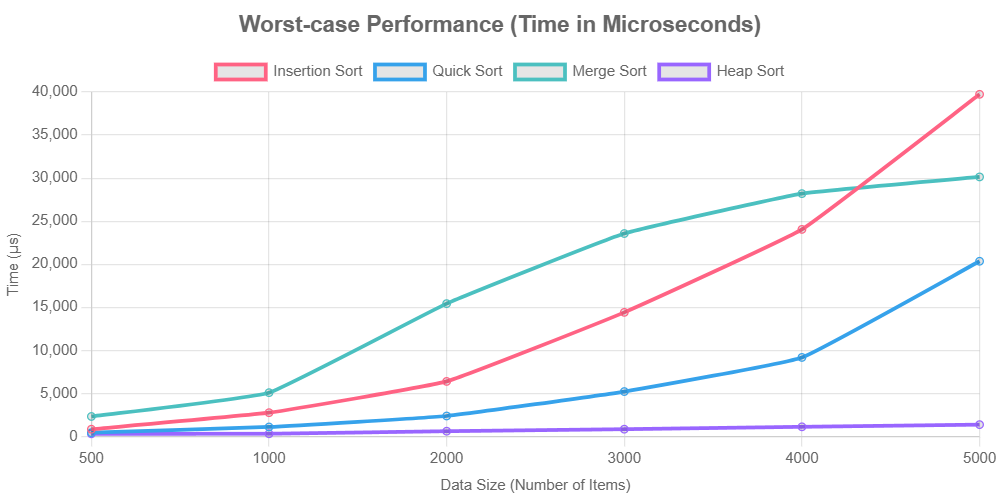 Worst-case Performance (Time in Microseconds)
Insertion Sort Quick Sort Merge Sort Heap Sort
40,000
35,000
30,000
25,000
20,000
15,000
10,000
5,000
0
Time (µs)
500 1000 2000 3000 4000 5000
Data Size (Number of Items)